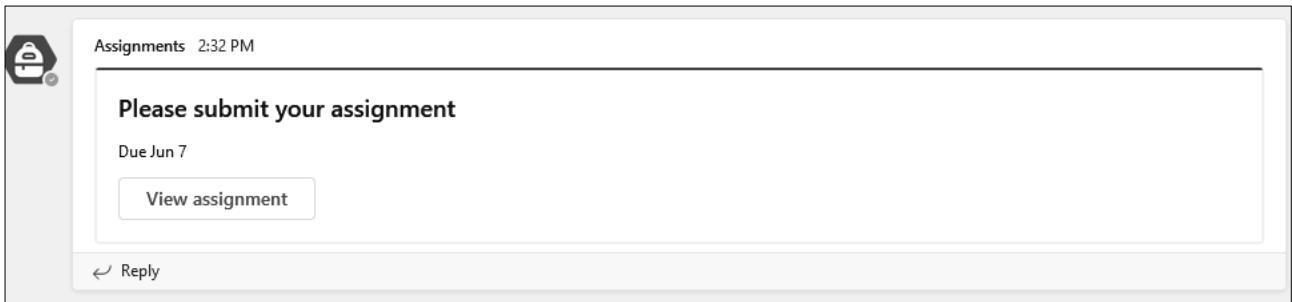 Assignments 2:32 PM
Please submit your assignment
Due Jun 7
View assignment
Reply